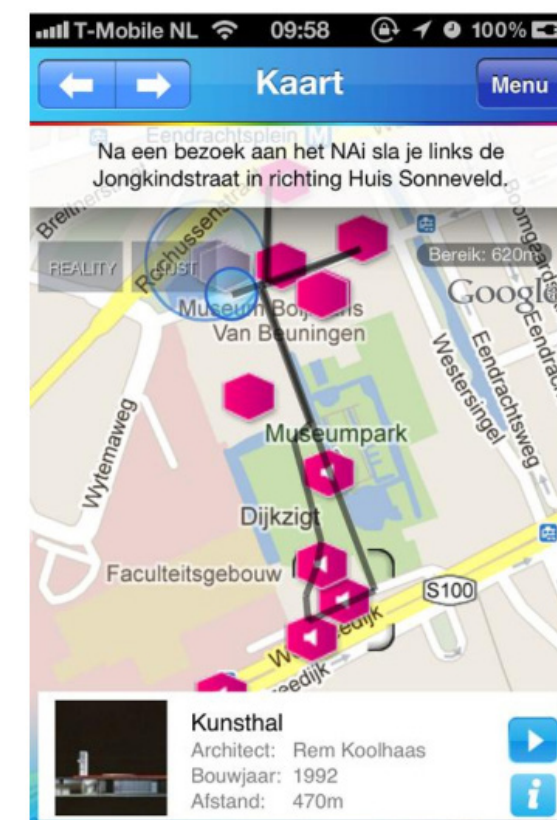 T-Mobile NL 09:58 100%
Kaart
Menu
Eendrachtsplein M
Na een bezoek aan het NAi sla je links de
Jongkindstraat in richting Huis Sonneveld.
Breitnerstraat
Rochussenstraat
REALITY
LIJST
Bereik: 620m
Google
Museum Boijmans
Van Beuningen
Westersingel
Eendrachtsweg
Wytemaweg
Museumpark
Dijkzigt
Faculteitsgebouw
S100
Kunsthal
Architect: Rem Koolhaas
Bouwjaar: 1992
Afstand: 470m
i